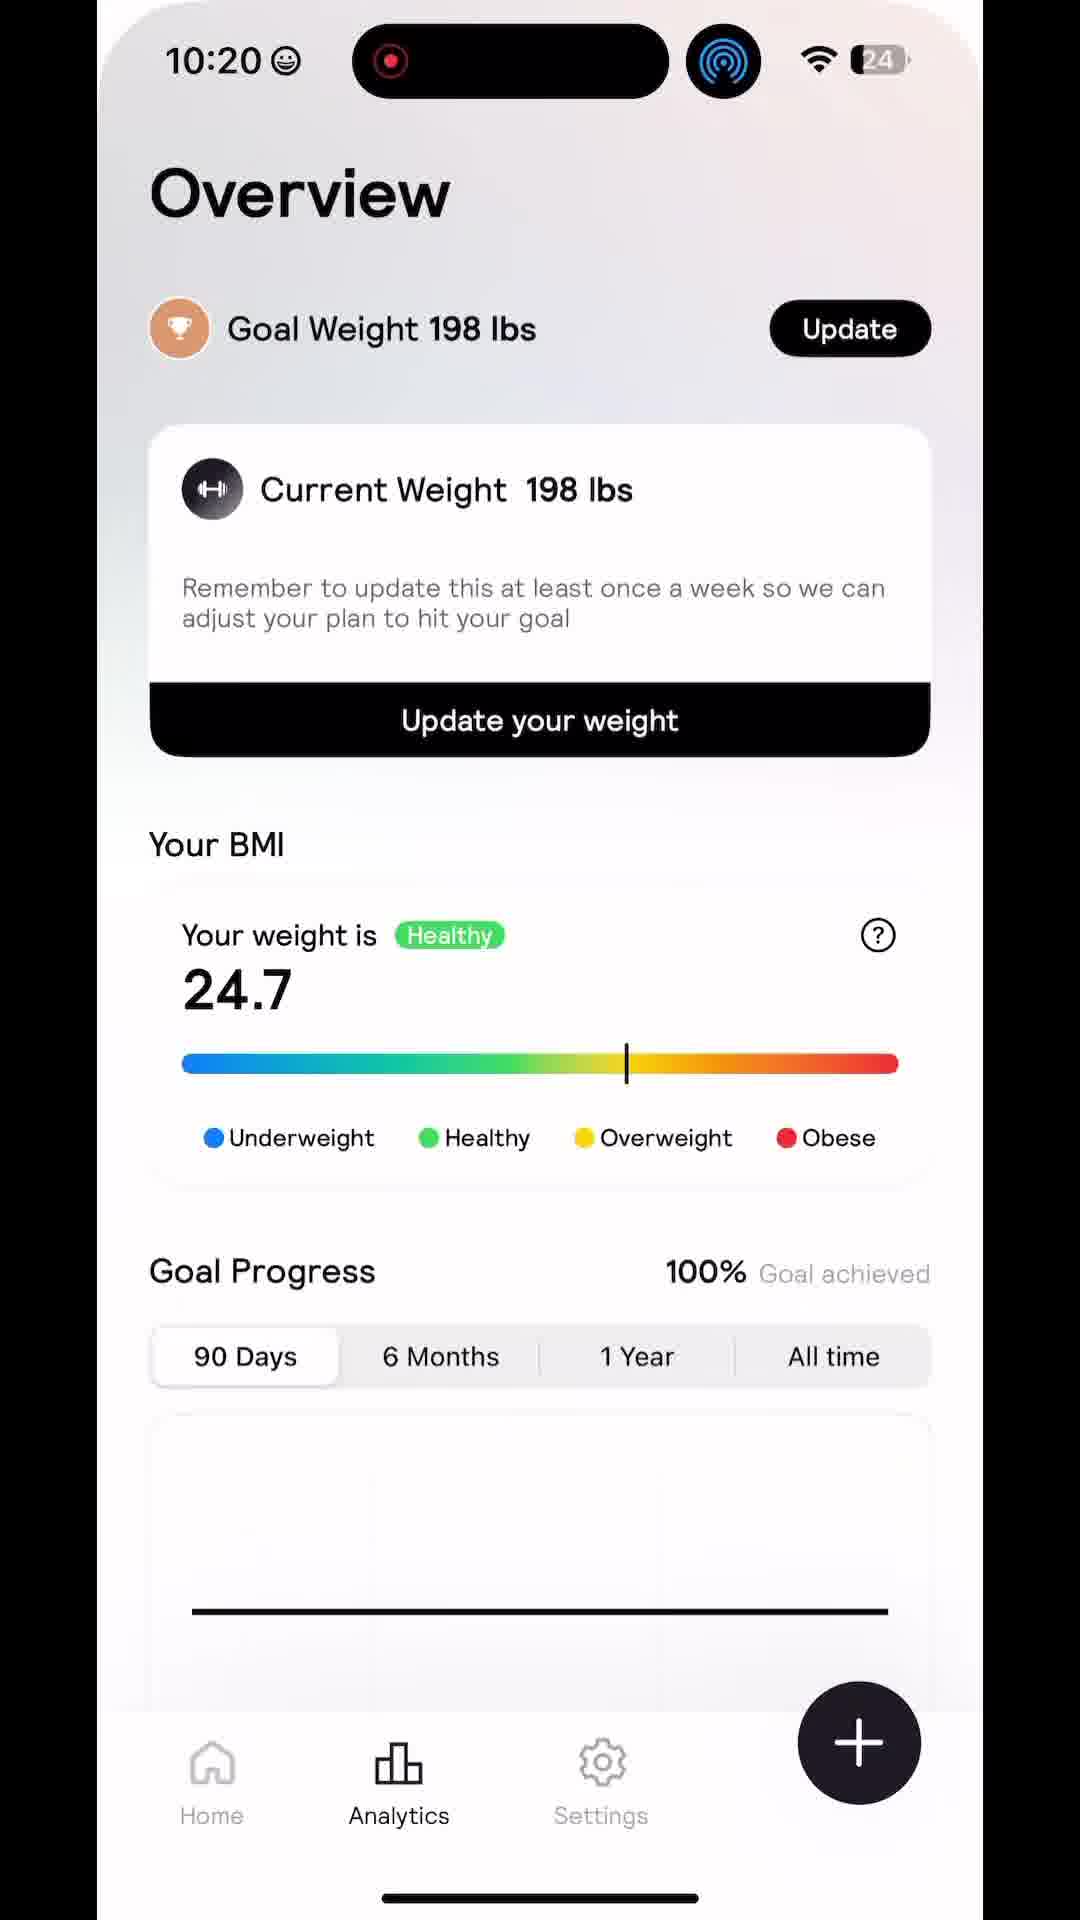 10:20
24
Overview
Goal Weight 198 lbs
Update
Current Weight 198 lbs
Remember to update this at least once a week so we can
adjust your plan to hit your goal
Update your weight
Your BMI
Your weight is Healthy
?
24.7
Underweight
Healthy
Overweight
Obese
Goal Progress
100% Goal achieved
90 Days
6 Months
1 Year
All time
Home
Analytics
Settings